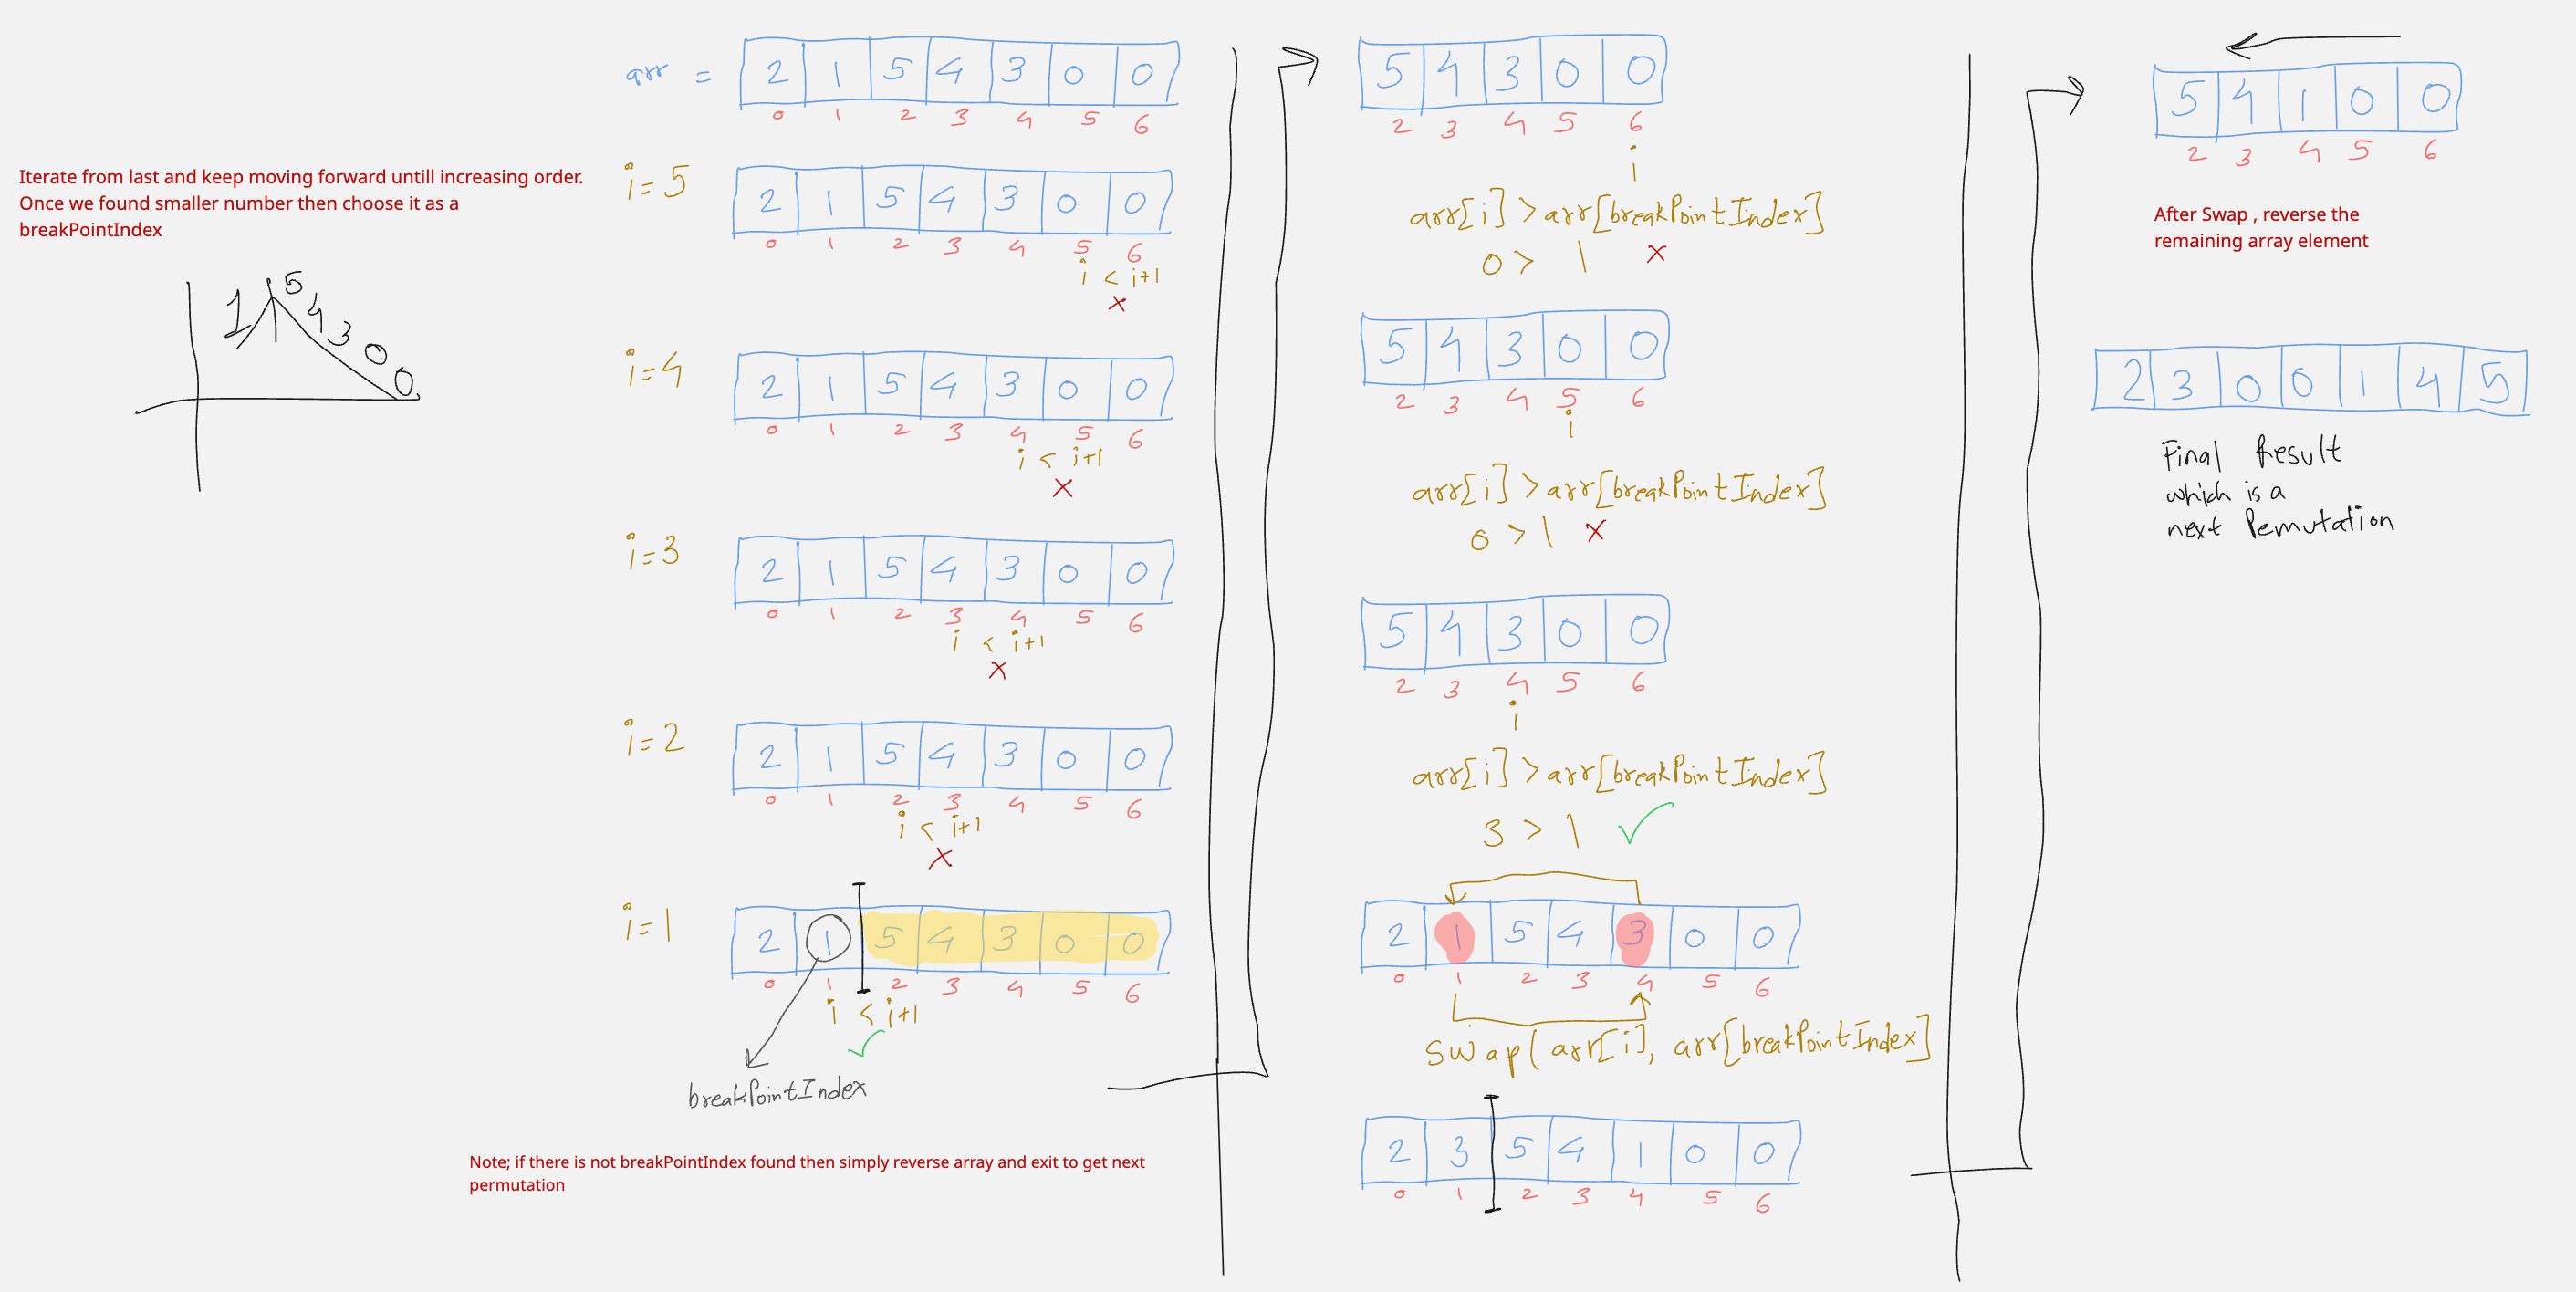 Iterate from last and keep moving forward untill increasing order.
Once we found smaller number then choose it as a
breakPointIndex
1 5 4 3 0 0
arr = 2 1 5 4 3 0 0
0 1 2 3 4 5 6
i=5 2 1 5 4 3 0 0
0 1 2 3 4 5 6
i < i+1
x
i=4 2 1 5 4 3 0 0
0 1 2 3 4 5 6
i < i+1
x
i=3 2 1 5 4 3 0 0
0 1 2 3 4 5 6
i < i+1
x
i=2 2 1 5 4 3 0 0
0 1 2 3 4 5 6
i < i+1
x
i=1 2 1 5 4 3 0 0
0 1 2 3 4 5 6
i < i+1
✓
breakPointIndex
Note; if there is not breakPointIndex found then simply reverse array and exit to get next
permutation
5 4 3 0 0
2 3 4 5 6
i
arr[i] > arr[breakPointIndex]
0 > 1 x
5 4 3 0 0
2 3 4 5 6
i
arr[i] > arr[breakPointIndex]
0 > 1 x
5 4 3 0 0
2 3 4 5 6
i
arr[i] > arr[breakPointIndex]
3 > 1 ✓
2 1 5 4 3 0 0
0 1 2 3 4 5 6
Swap( arr[i], arr[breakPointIndex]
2 3 5 4 1 0 0
0 1 2 3 4 5 6
5 4 1 0 0
2 3 4 5 6
After Swap , reverse the
remaining array element
2 3 0 0 1 4 5
Final Result
which is a
next Pemutation